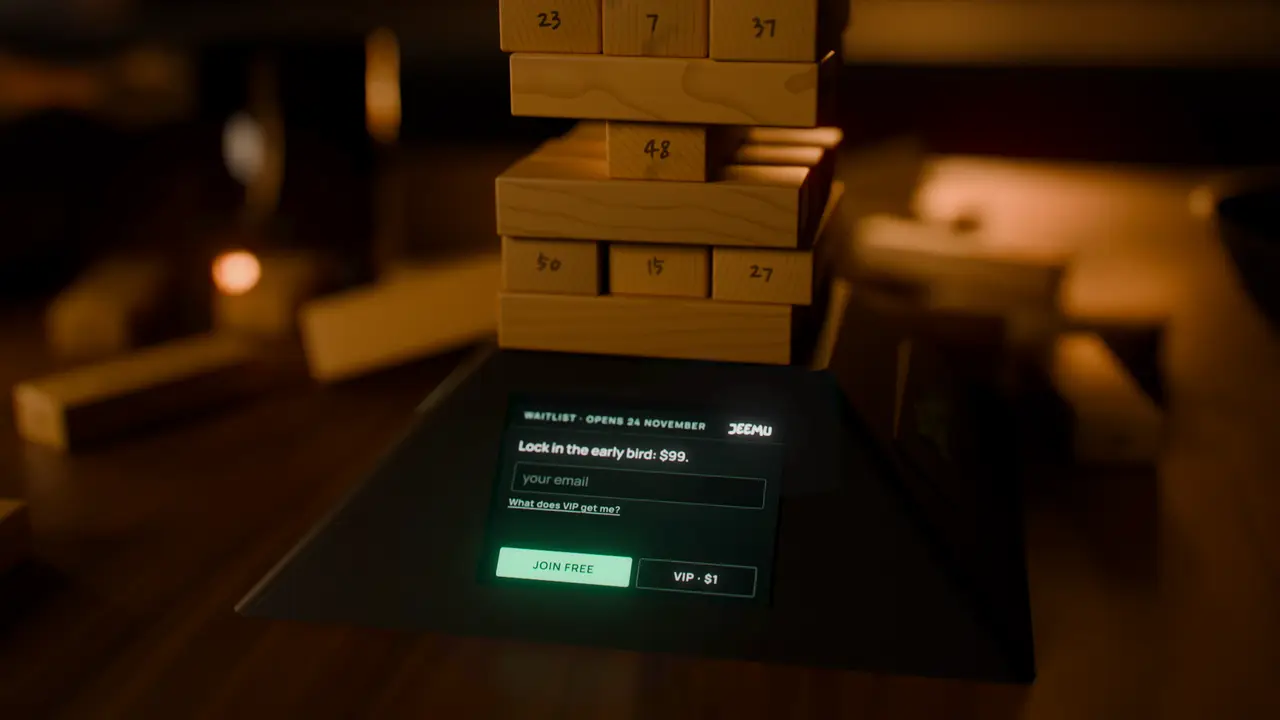 23 7 37
48
50 15 27
WAITLIST · OPENS 24 NOVEMBER JEEMU
Lock in the early bird: $99.
your email
What does VIP get me?
JOIN FREE VIP · $1